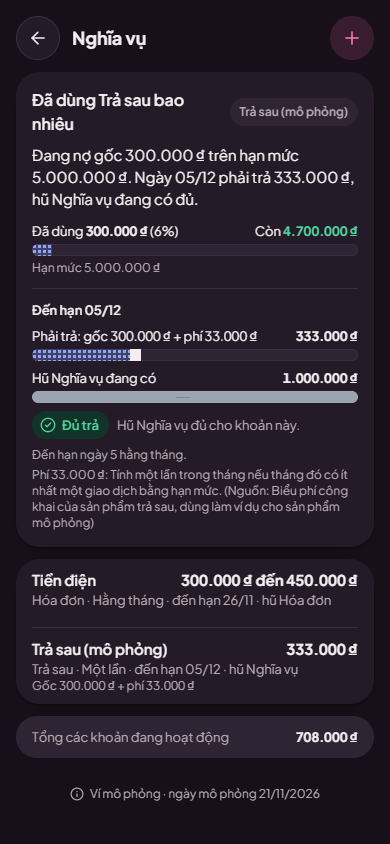 Nghĩa vụ
Đã dùng Trả sau bao
nhiêu
Trả sau (mô phỏng)
Đang nợ gốc 300.000 ₫ trên hạn mức
5.000.000 ₫. Ngày 05/12 phải trả 333.000 ₫,
hũ Nghĩa vụ đang có đủ.
Đã dùng 300.000 ₫ (6%) Còn 4.700.000 ₫
Hạn mức 5.000.000 ₫
Đến hạn 05/12
Phải trả: gốc 300.000 ₫ + phí 33.000 ₫ 333.000 ₫
Hũ Nghĩa vụ đang có 1.000.000 ₫
Đủ trả Hũ Nghĩa vụ đủ cho khoản này.
Đến hạn ngày 5 hằng tháng.
Phí 33.000 ₫: Tính một lần trong tháng nếu tháng đó có ít
nhất một giao dịch bằng hạn mức. (Nguồn: Biểu phí công
khai của sản phẩm trả sau, dùng làm ví dụ cho sản phẩm
mô phỏng)
Tiền điện 300.000 ₫ đến 450.000 ₫
Hóa đơn · Hằng tháng · đến hạn 26/11 · hũ Hóa đơn
Trả sau (mô phỏng) 333.000 ₫
Trả sau · Một lần · đến hạn 05/12 · hũ Nghĩa vụ
Gốc 300.000 ₫ + phí 33.000 ₫
Tổng các khoản đang hoạt động 708.000 ₫
Ví mô phỏng · ngày mô phỏng 21/11/2026